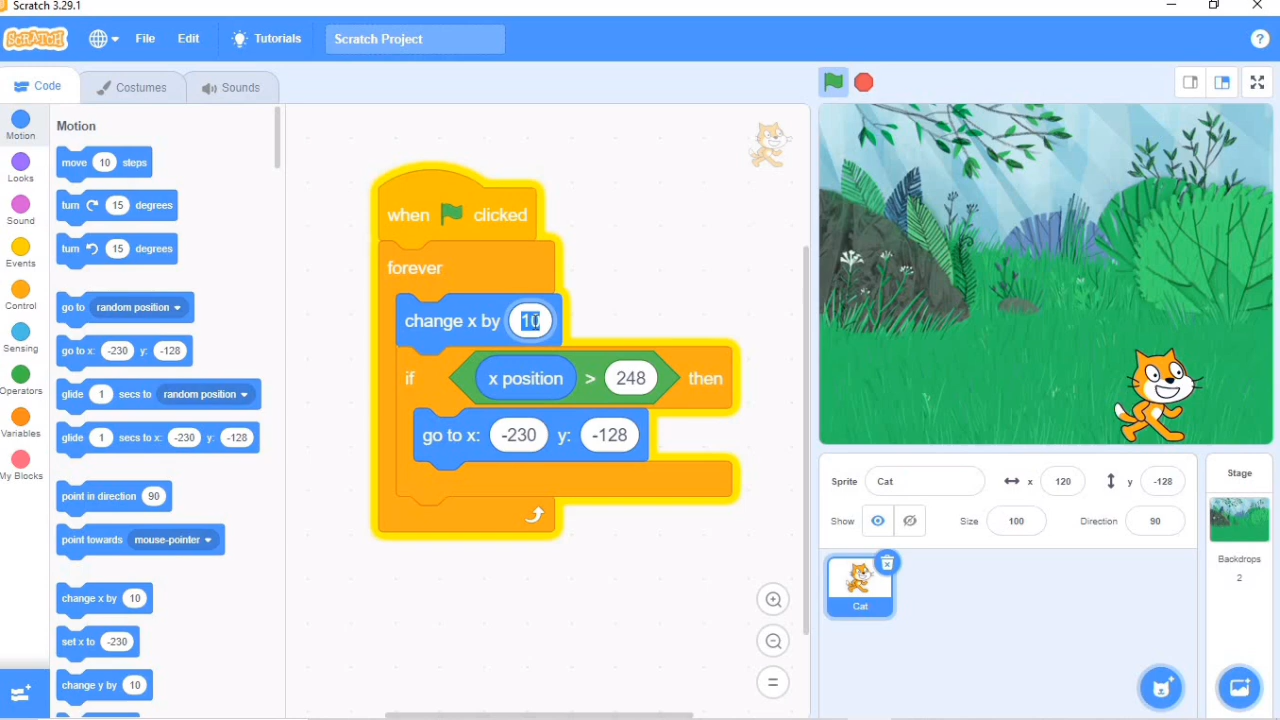 Scratch 3.29.1
SCRATCH
File
Edit
Tutorials
Scratch Project
Code
Costumes
Sounds
Motion
Looks
Sound
Events
Control
Sensing
Operators
Variables
My Blocks
Motion
move 10 steps
turn 15 degrees
turn 15 degrees
go to random position
go to x: -230 y: -128
glide 1 secs to random position
glide 1 secs to x: -230 y: -128
point in direction 90
point towards mouse-pointer
change x by 10
set x to -230
change y by 10
when clicked
forever
change x by 10
if x position > 248 then
go to x: -230 y: -128
Sprite Cat x 120 y -128
Show Size 100 Direction 90
Cat
Stage
Backdrops
2